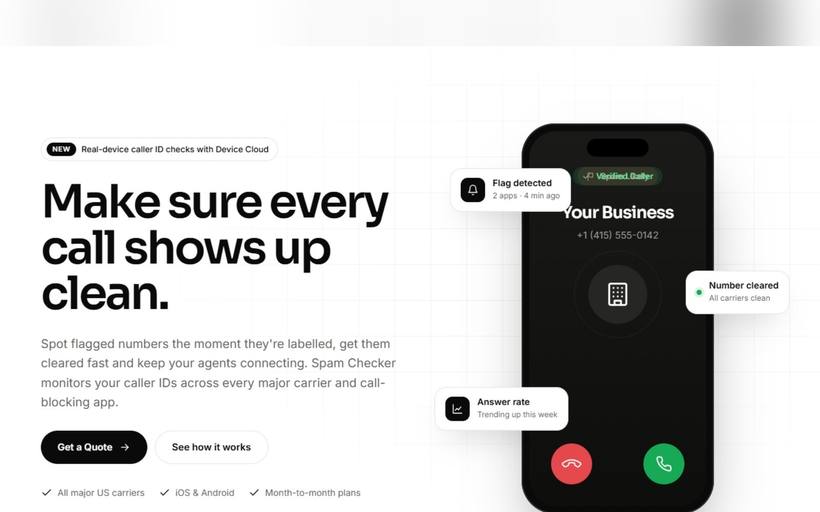 NEW Real-device caller ID checks with Device Cloud
Make sure every
call shows up
clean.
Spot flagged numbers the moment they're labelled, get them
cleared fast and keep your agents connecting. Spam Checker
monitors your caller IDs across every major carrier and call-
blocking app.
Get a Quote →
See how it works
All major US carriers
iOS & Android
Month-to-month plans
Flag detected
2 apps · 4 min ago
Verified Caller
Your Business
+1 (415) 555-0142
Number cleared
All carriers clean
Answer rate
Trending up this week